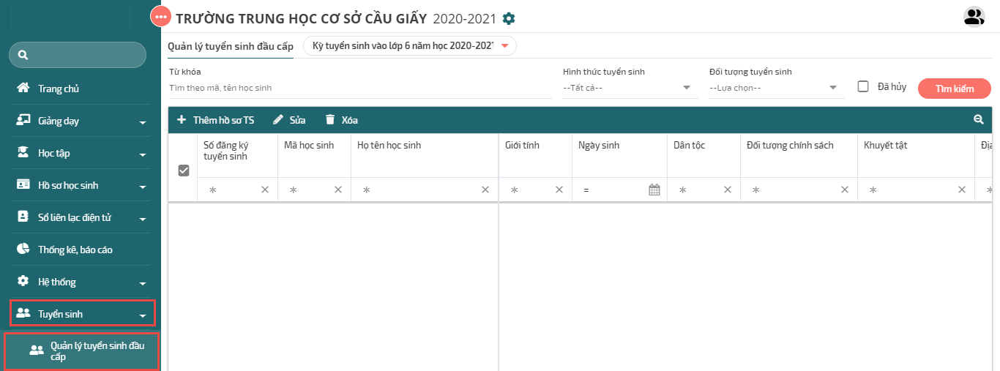 TRƯỜNG TRUNG HỌC CƠ SỞ CẦU GIẤY 2020-2021
Trang chủ
Giảng dạy
Học tập
Hồ sơ học sinh
Sổ liên lạc điện tử
Thống kê, báo cáo
Hệ thống
Tuyển sinh
Quản lý tuyển sinh đầu
cấp
Quản lý tuyển sinh đầu cấp
Kỳ tuyển sinh vào lớp 6 năm học 2020-2021
Từ khóa
Hình thức tuyển sinh
Đối tượng tuyển sinh
Tìm theo mã, tên học sinh
--Tất cả--
--Lựa chọn--
Đã hủy
Tìm kiếm
+ Thêm hồ sơ TS
Sửa
Xóa
Số đăng ký
tuyển sinh
Mã học sinh
Họ tên học sinh
Giới tính
Ngày sinh
Dân tộc
Đối tượng chính sách
Khuyết tật
Địa
* × * × * × * × = * × * × * × *